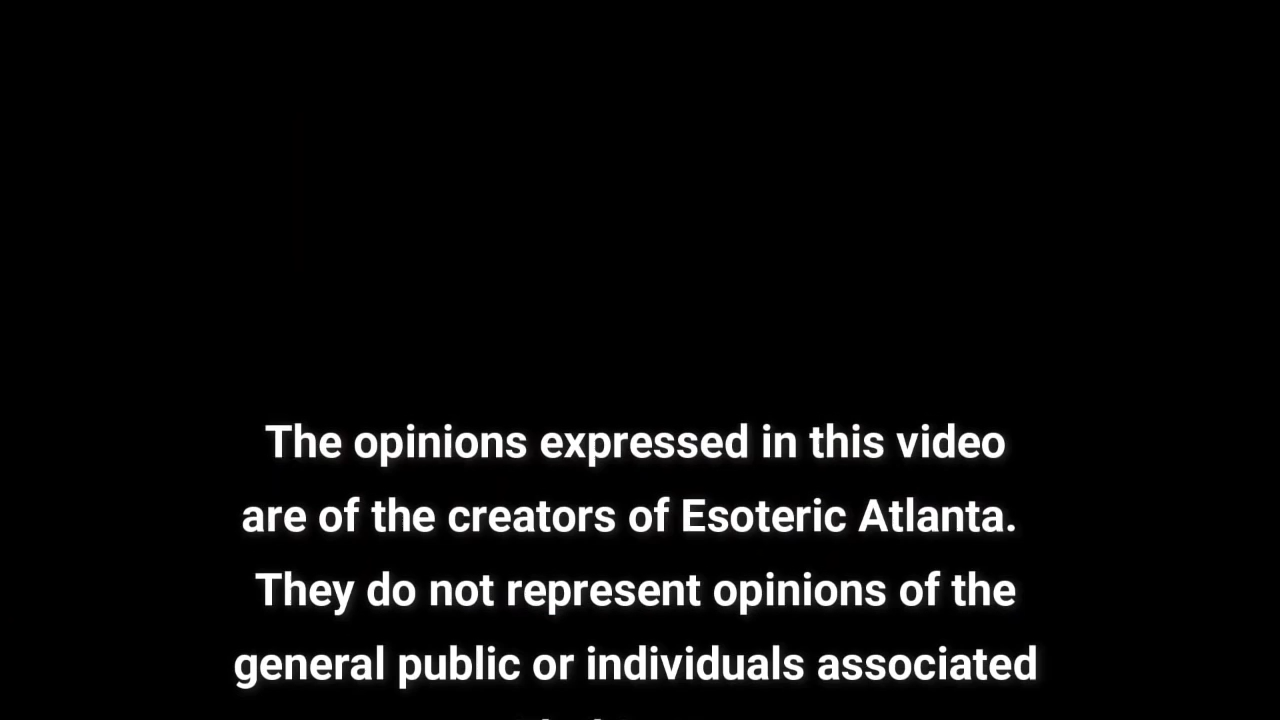 The opinions expressed in this video
are of the creators of Esoteric Atlanta.
They do not represent opinions of the
general public or individuals associated